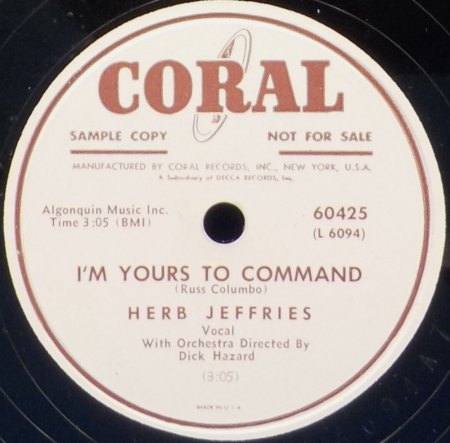 CORAL
SAMPLE COPY NOT FOR SALE
MANUFACTURED BY CORAL RECORDS, INC., NEW YORK, U.S.A.
A Subsidiary of DECCA RECORDS, Inc.
Algonquin Music Inc.
Time 3:05 (BMI)
60425
(L 6094)
I'M YOURS TO COMMAND
(Russ Columbo)
HERB JEFFRIES
Vocal
With Orchestra Directed By
Dick Hazard
(3:05)
MADE IN U S A